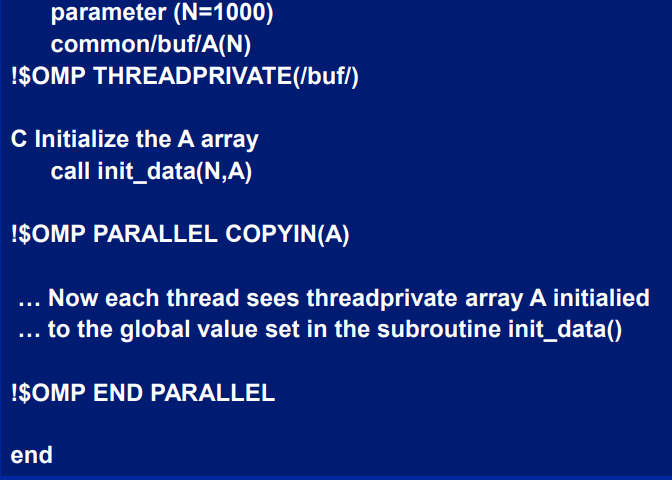 parameter (N=1000)
common/buf/A(N)
!$OMP THREADPRIVATE(/buf/)
C Initialize the A array
call init_data(N,A)
!$OMP PARALLEL COPYIN(A)
… Now each thread sees threadprivate array A initialied
… to the global value set in the subroutine init_data()
!$OMP END PARALLEL
end